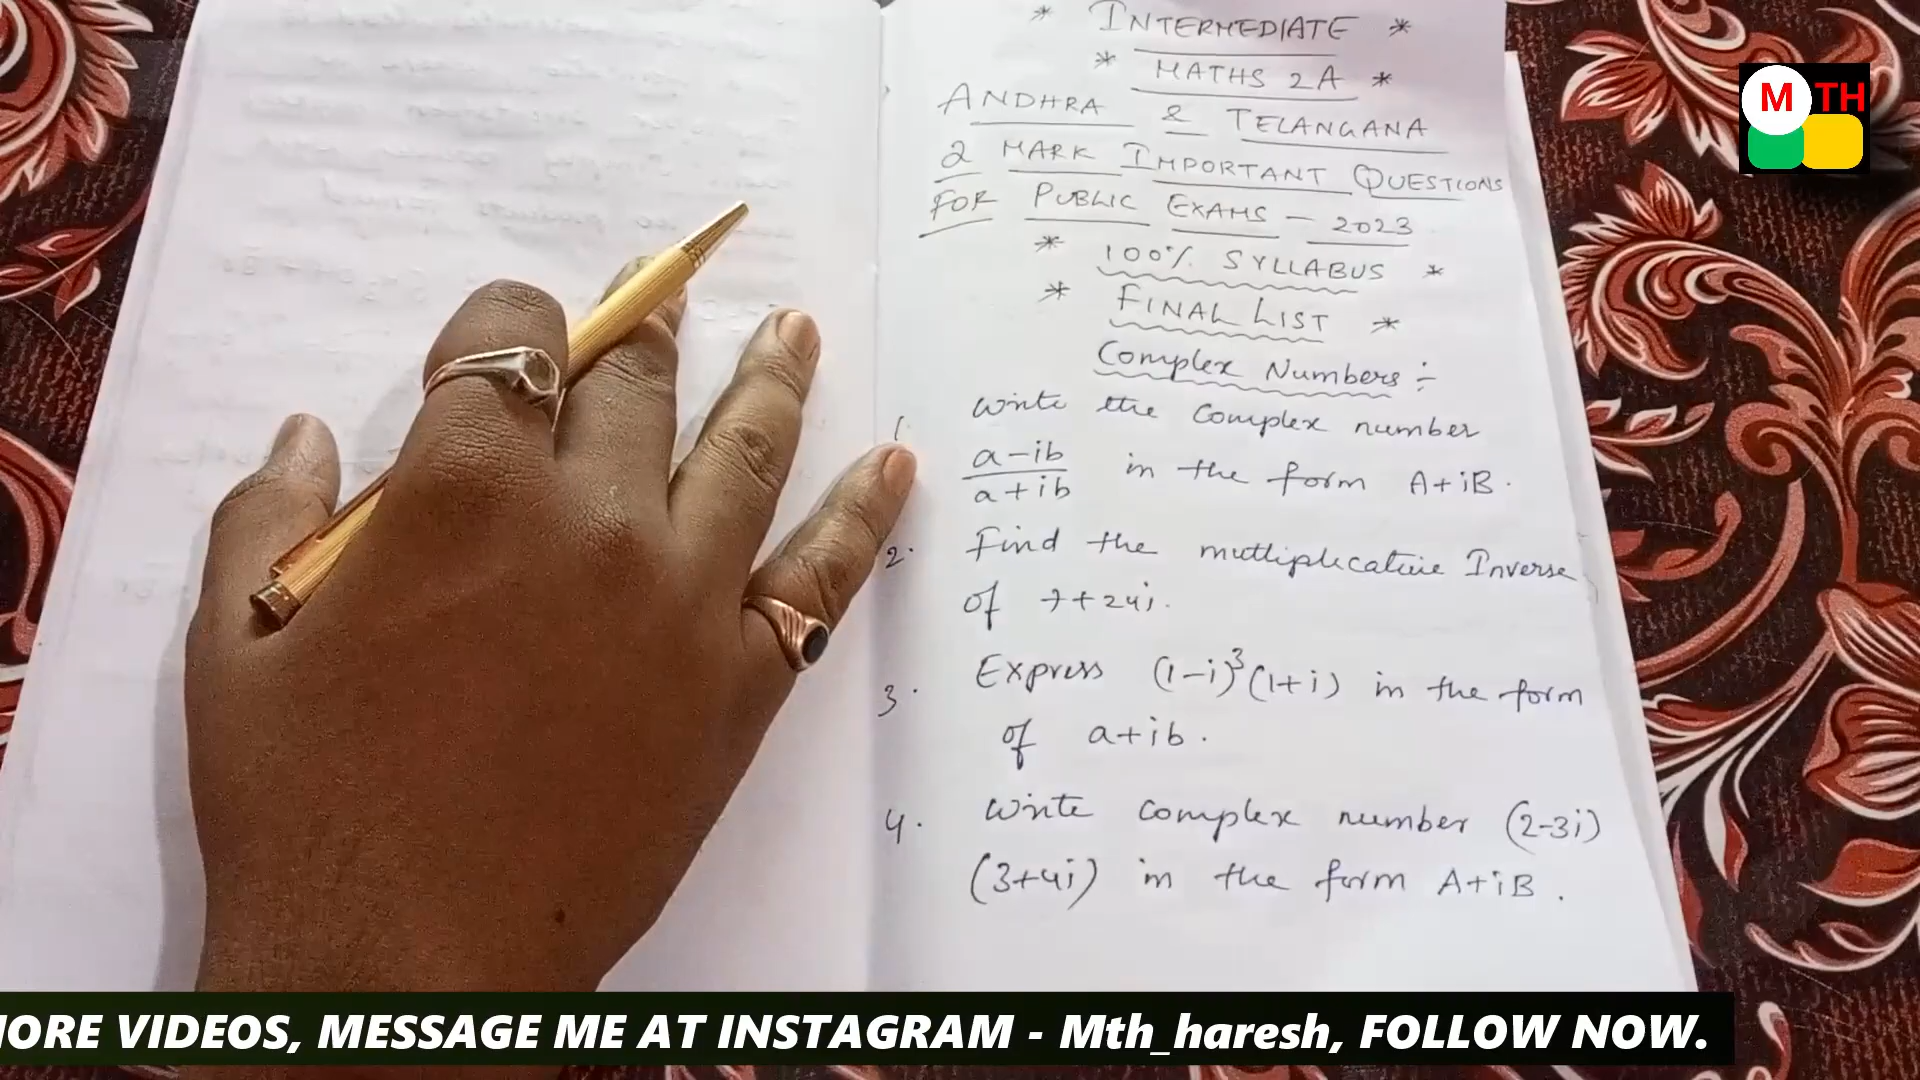 * INTERMEDIATE *
* MATHS 2A *
ANDHRA & TELANGANA
2 MARK IMPORTANT QUESTIONS
FOR PUBLIC EXAMS - 2023
* 100% SYLLABUS *
* FINAL LIST *
Complex Numbers :-
1. Write the Complex number
a-ib / a+ib in the form A+iB.
2. Find the multiplicative Inverse
of 7+24i.
3. Express (1-i)³(1+i) in the form
of a+ib.
4. Write complex number (2-3i)
(3+4i) in the form A+iB.
M TH
MORE VIDEOS, MESSAGE ME AT INSTAGRAM - Mth_haresh, FOLLOW NOW.